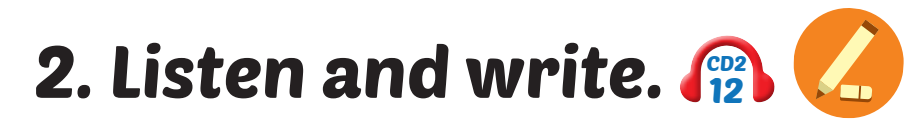 2. Listen and write. CD2
12